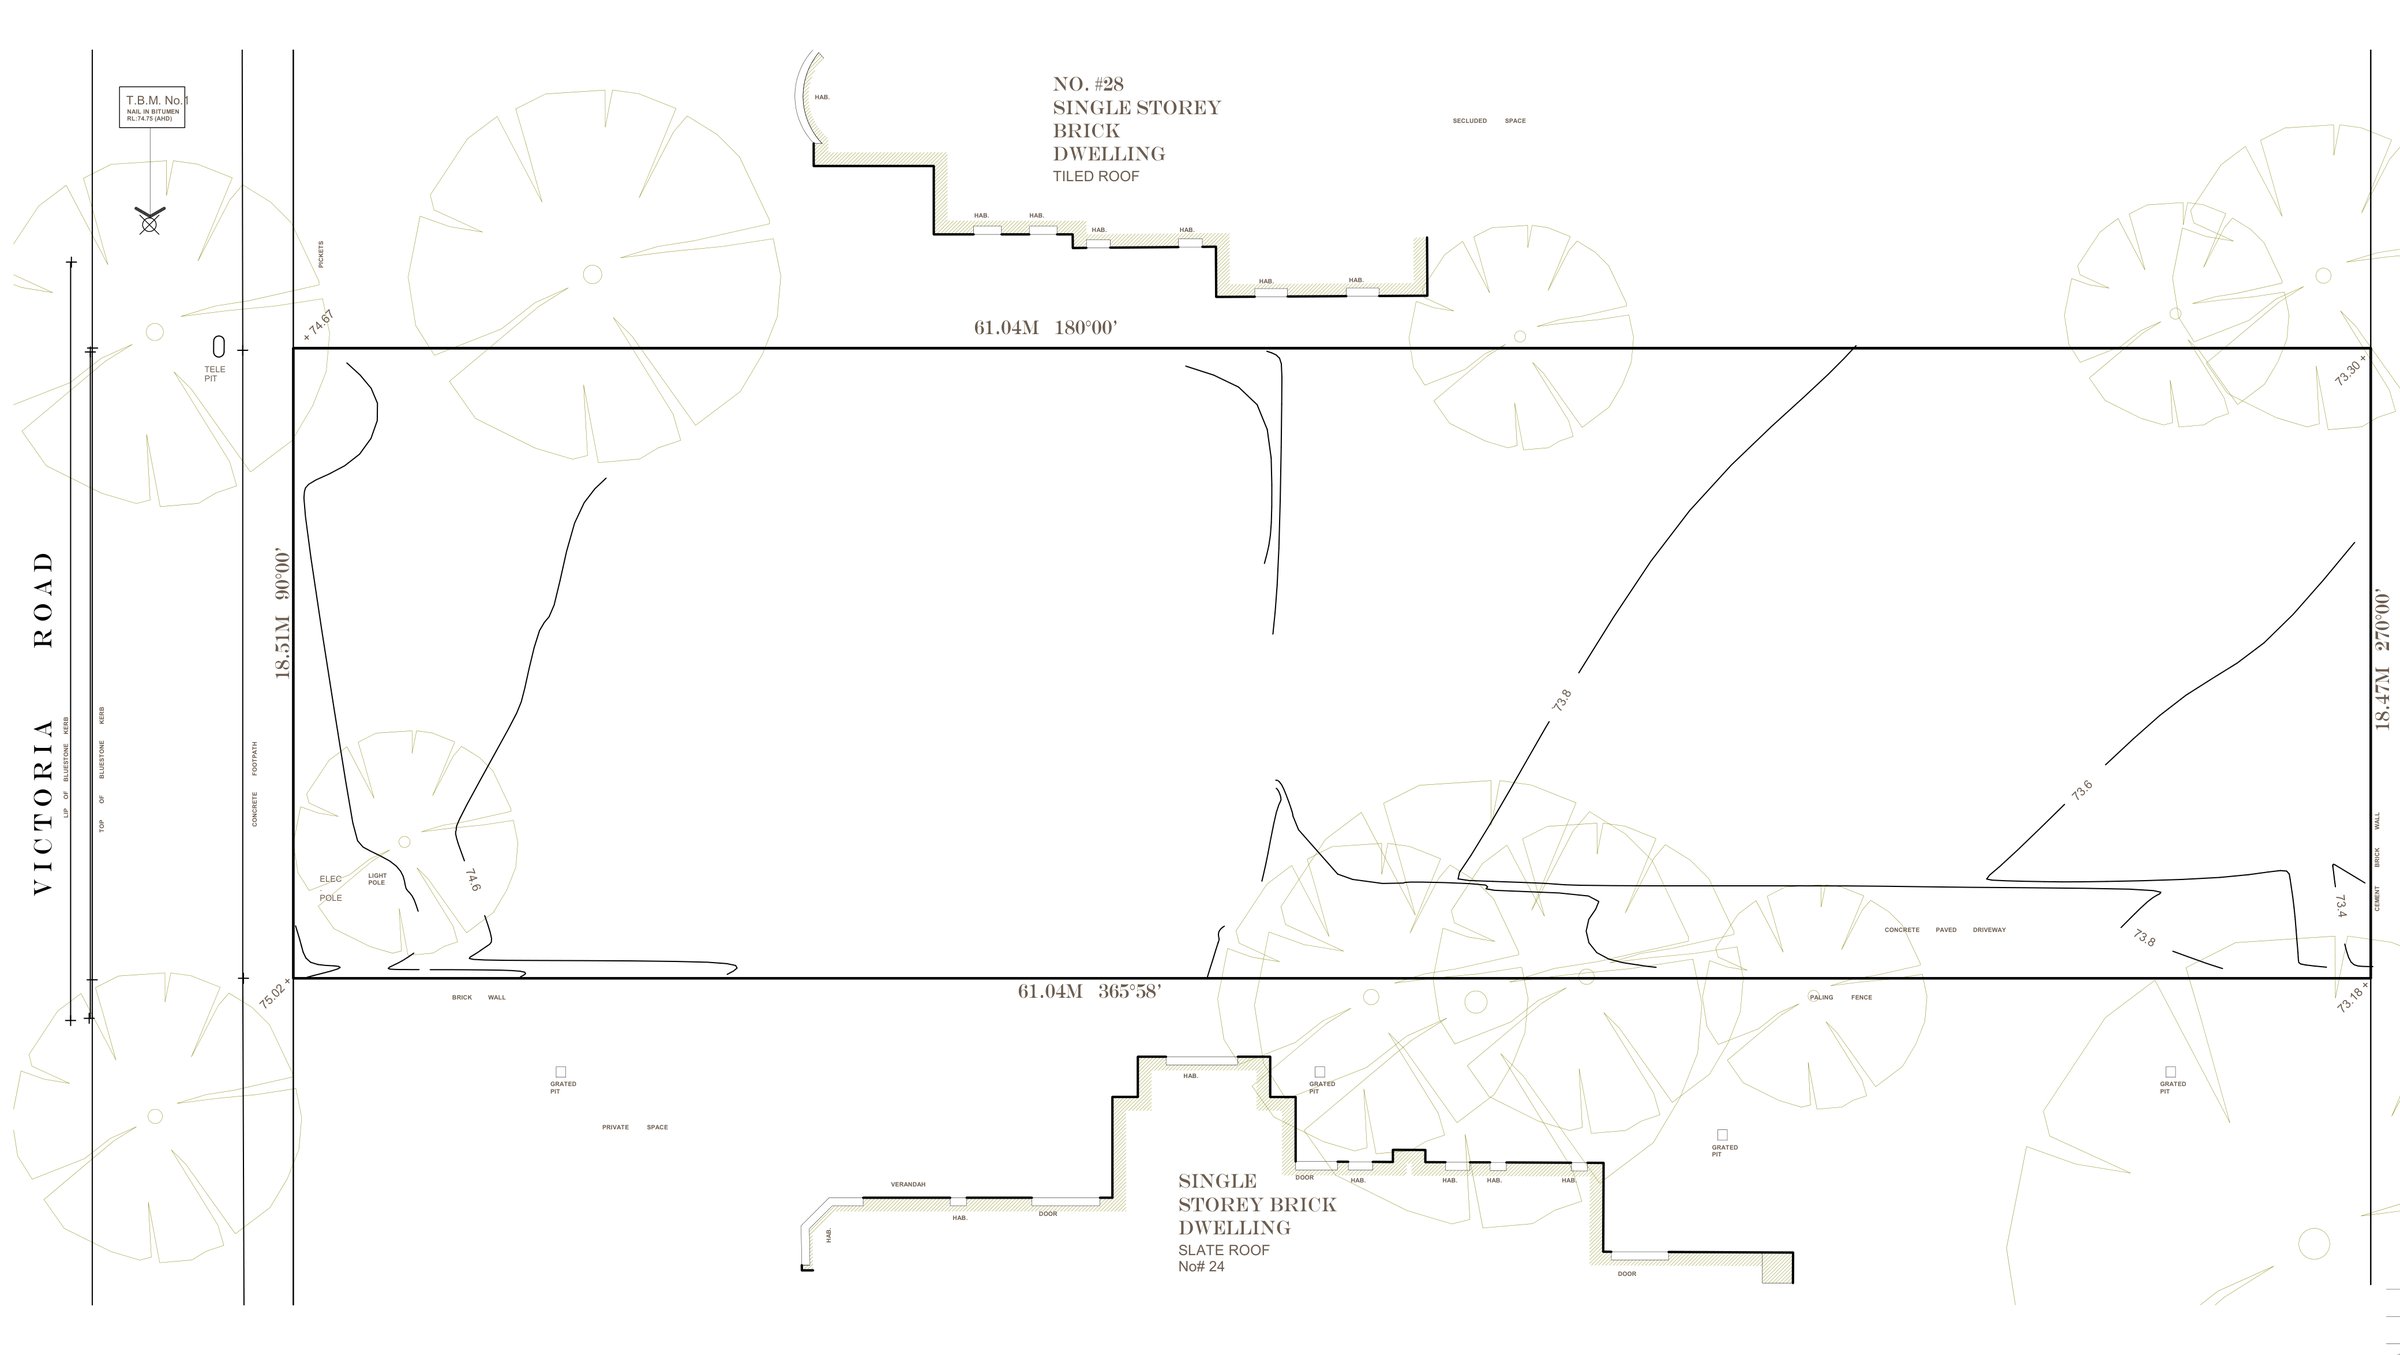 NO. #28
SINGLE STOREY
BRICK
DWELLING
TILED ROOF
HAB.
SECLUDED SPACE
T.B.M. No.1
NAIL IN BITUMEN
RL:74.75 (AHD)
HAB.
HAB.
HAB.
HAB.
HAB.
HAB.
PICKETS
74.67
61.04M 180°00'
TELE
PIT
73.30
VICTORIA ROAD
LIP OF BLUESTONE KERB
TOP OF BLUESTONE KERB
CONCRETE FOOTPATH
18.51M 90°00'
18.47M 270°00'
73.8
73.6
CEMENT BRICK WALL
ELEC
POLE
LIGHT
POLE
74.6
73.4
CONCRETE PAVED DRIVEWAY
73.8
75.02
BRICK WALL
61.04M 365°58'
PALING FENCE
73.18
GRATED
PIT
HAB.
GRATED
PIT
GRATED
PIT
PRIVATE SPACE
GRATED
PIT
VERANDAH
HAB.
DOOR
HAB.
SINGLE
STOREY BRICK
DWELLING
SLATE ROOF
No# 24
DOOR
HAB.
HAB.
HAB.
HAB.
DOOR